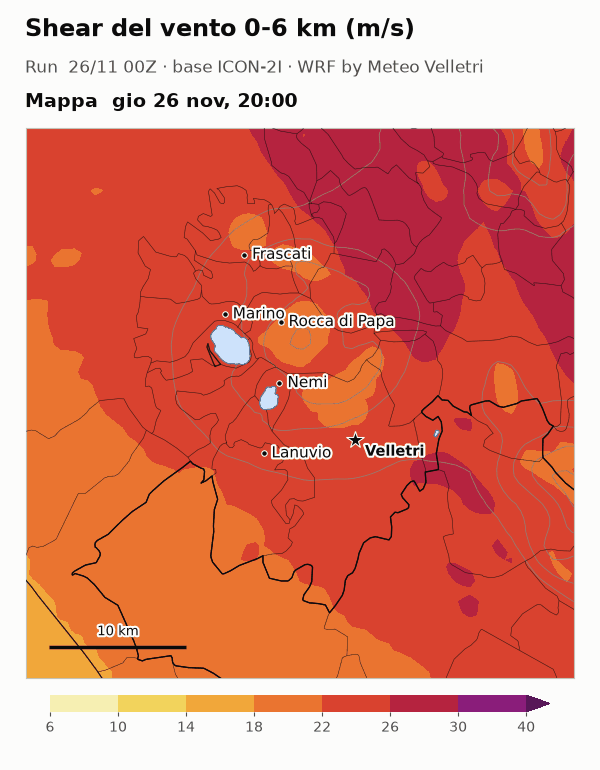 Shear del vento 0-6 km (m/s)
Run  26/11 00Z · base ICON-2I · WRF by Meteo Velletri
Mappa  gio 26 nov, 20:00
Frascati
Marino
Rocca di Papa
Nemi
Velletri
Lanuvio
10 km
6 10 14 18 22 26 30 40